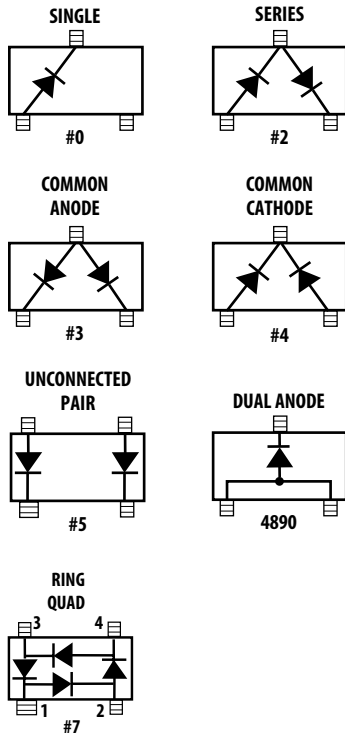 SINGLE
#0
SERIES
#2
COMMON
ANODE
#3
COMMON
CATHODE
#4
UNCONNECTED
PAIR
#5
DUAL ANODE
4890
RING
QUAD
3 4
1 2
#7